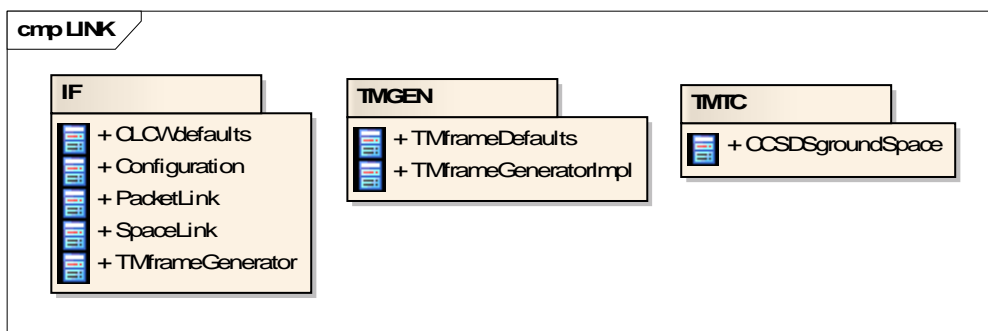 cmp LINK
IF
+ CLCWdefaults
+ Configuration
+ PacketLink
+ SpaceLink
+ TMframeGenerator
TMGEN
+ TMframeDefaults
+ TMframeGeneratorImpl
TMTC
+ CCSDSgroundSpace